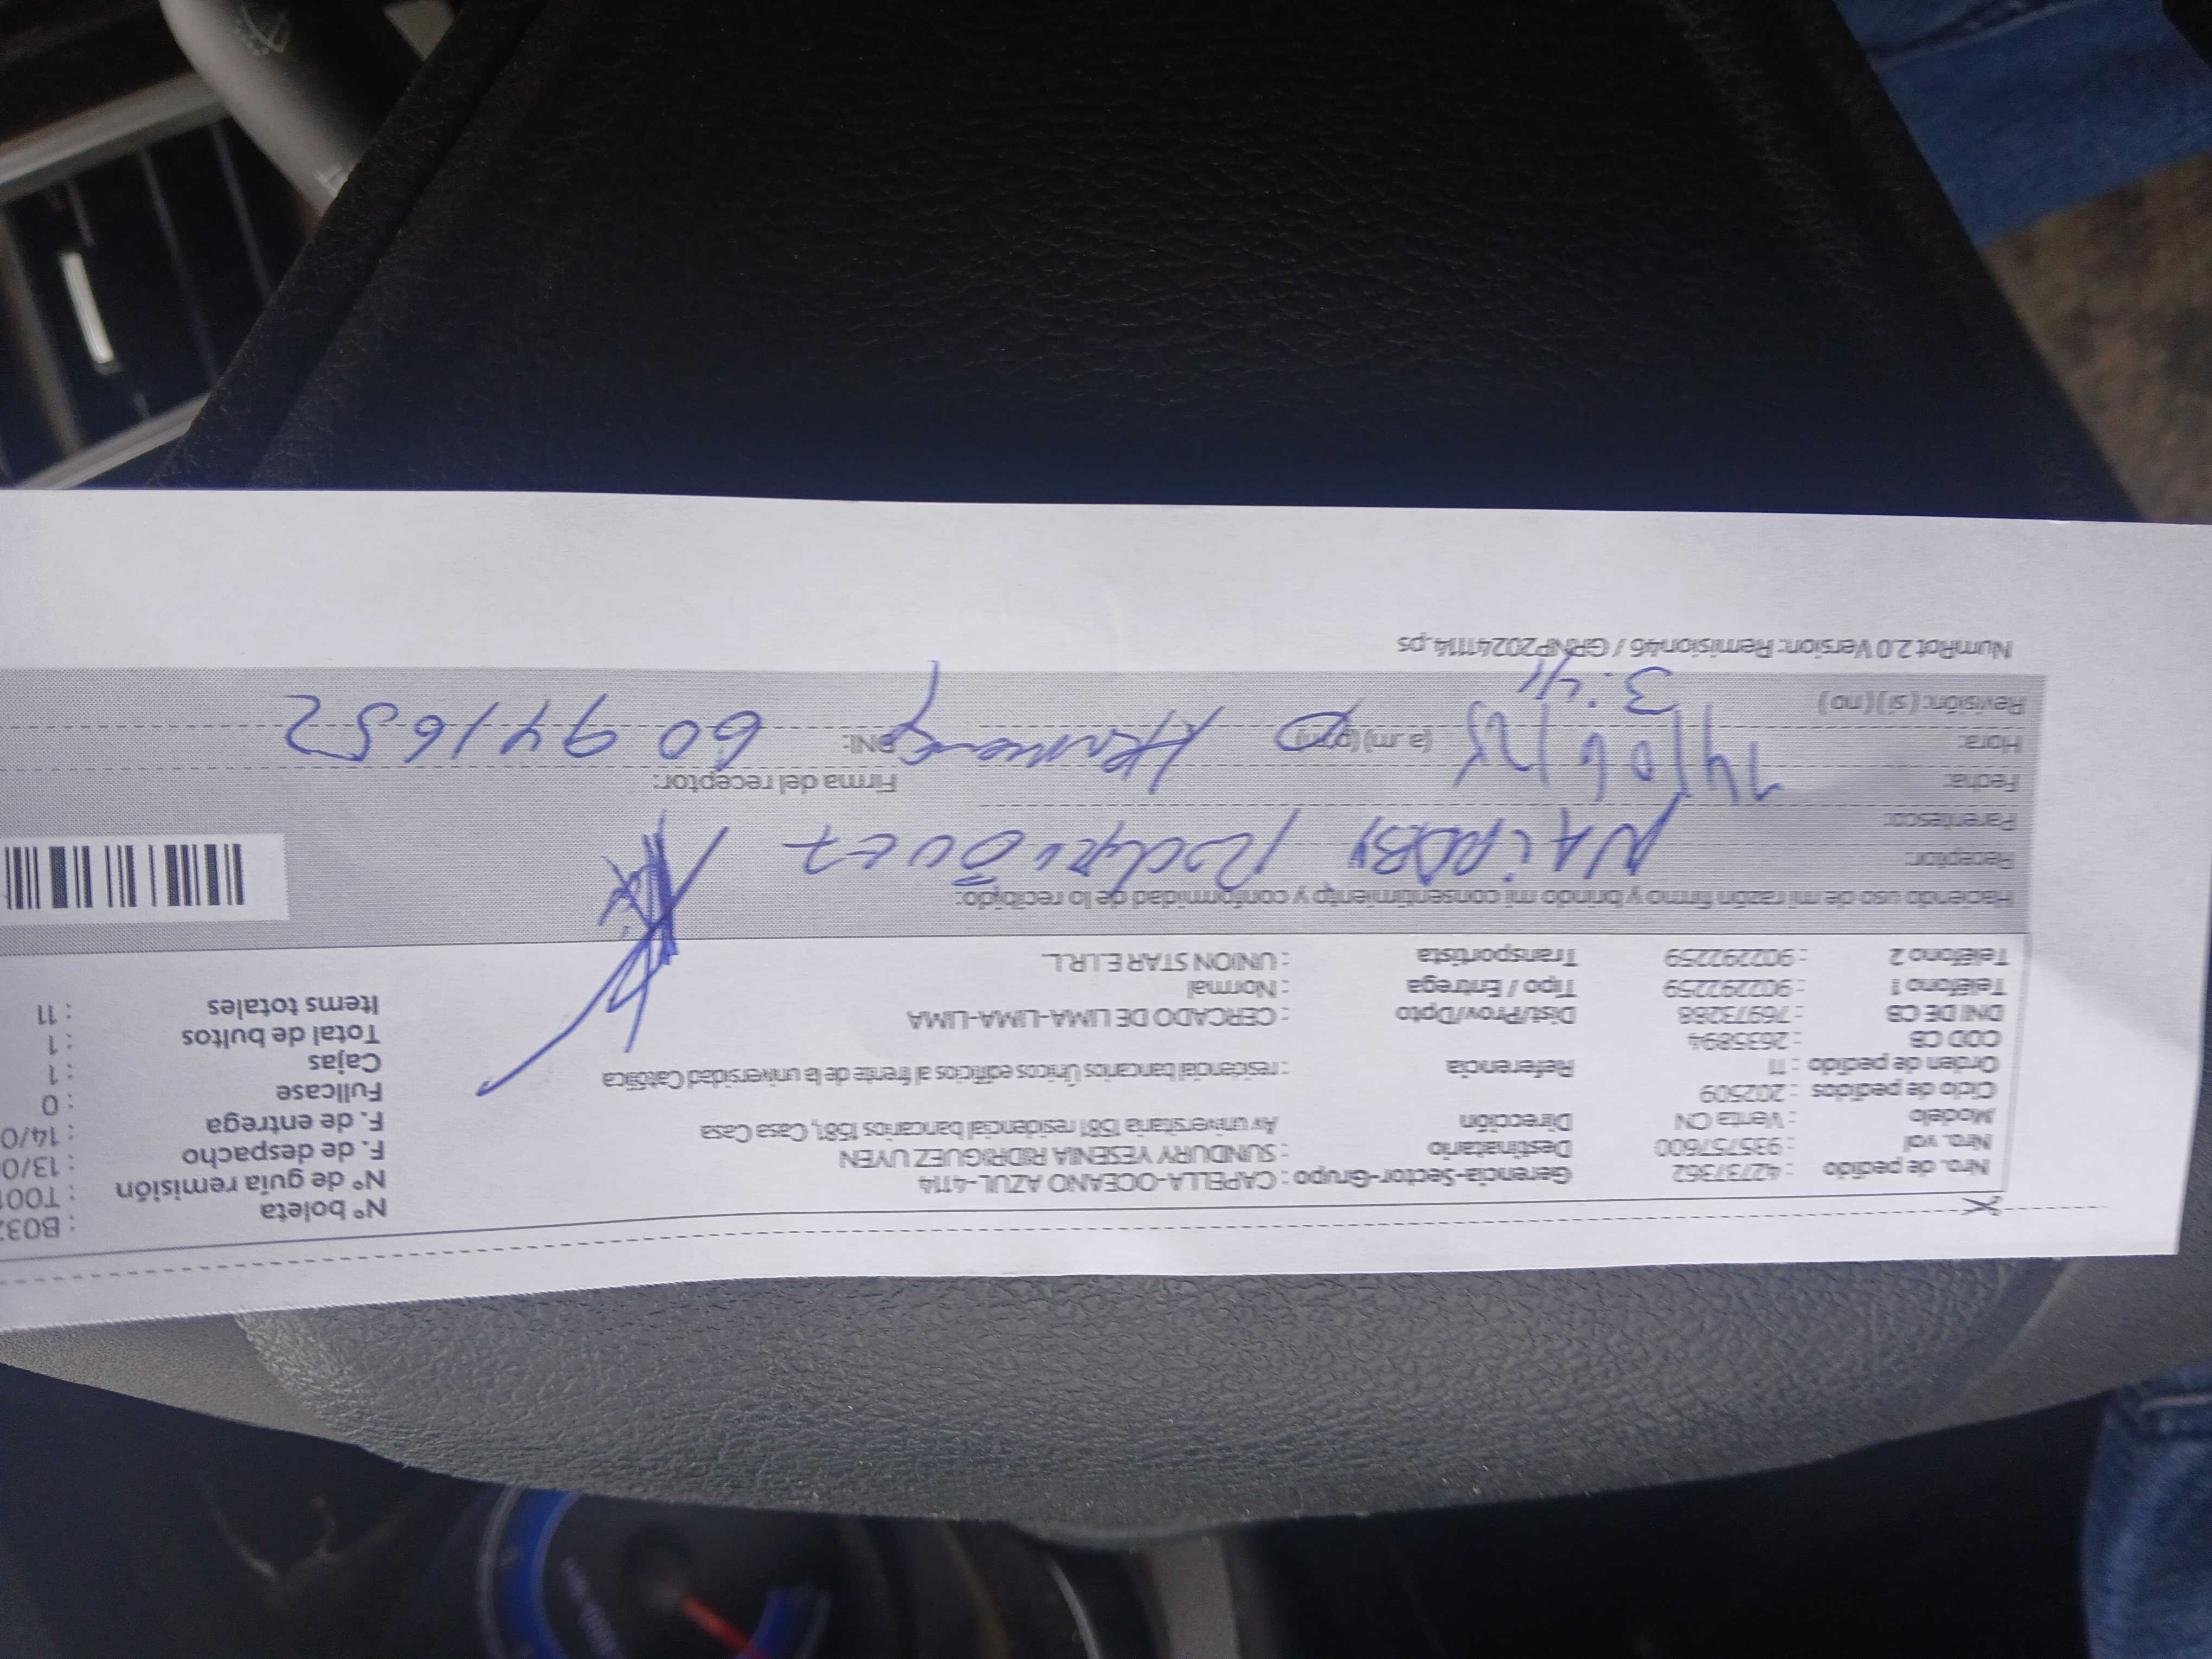 Nro. de pedido : 42737362 Gerencia-Sector-Grupo : CAPELLA-OCEANO AZUL-4114 N° boleta : B03
Nro. vol : 935757600 Destinatario : SUNDURY YESENIA RIDRIGUEZ UYEN N° de guía remisión : T001
Modelo : Venta CN Dirección Av universitaria 1581 residencial bancarios 1581, Casa Casa F. de despacho : 13/0
Ciclo de pedidos : 202509 F. de entrega : 14/0
Orden de pedido : 11 Referencia : residencial bancarios Únicos edificios al frente de la universidad Católica Fullcase : 0
COD CB : 2635894 Cajas : 1
DNI DE CB : 76973288 Dist/Prov/Dpto : CERCADO DE LIMA-LIMA-LIMA Total de bultos : 1
Teléfono 1 : 902292259 Tipo / Entrega : Normal Items totales : 11
Teléfono 2 : 902292259 Transportista : UNION STAR E.I.R.L.
Haciendo uso de mi razón firmo y brindo mi consentimiento y conformidad de lo recibido:
Receptor:
Parentesco: Firma del receptor:
Fecha: 14/06/25
Hora: 3:41 (a.m) (p.m) Hermana DNI: 60941652
Revisión: (si) (no)
NumRot 2.0 Version: Remision46 / GRNP20241114.ps